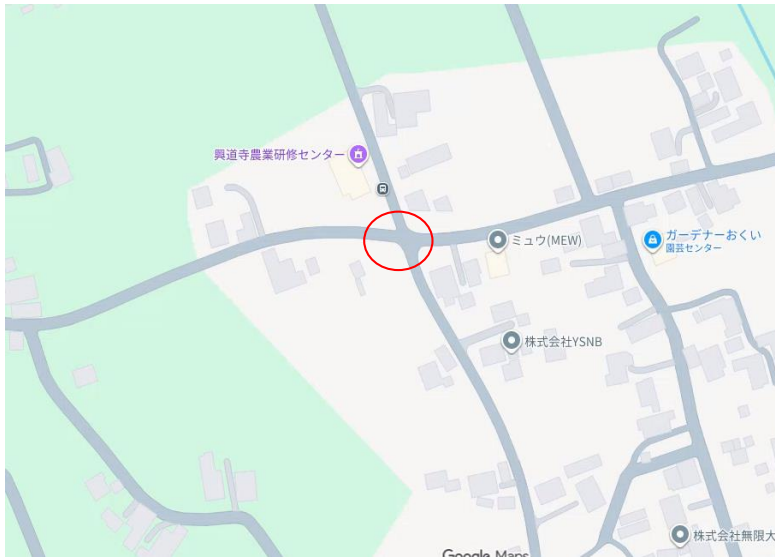 興道寺農業研修センター
ミュウ(MEW)
ガーデナーおくい
園芸センター
株式会社YSNB
株式会社無限大
Google Maps